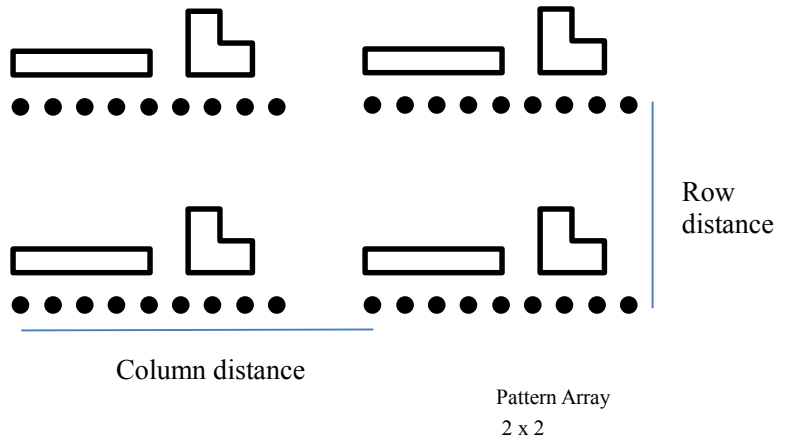 Row
distance
Column distance
Pattern Array
2 x 2